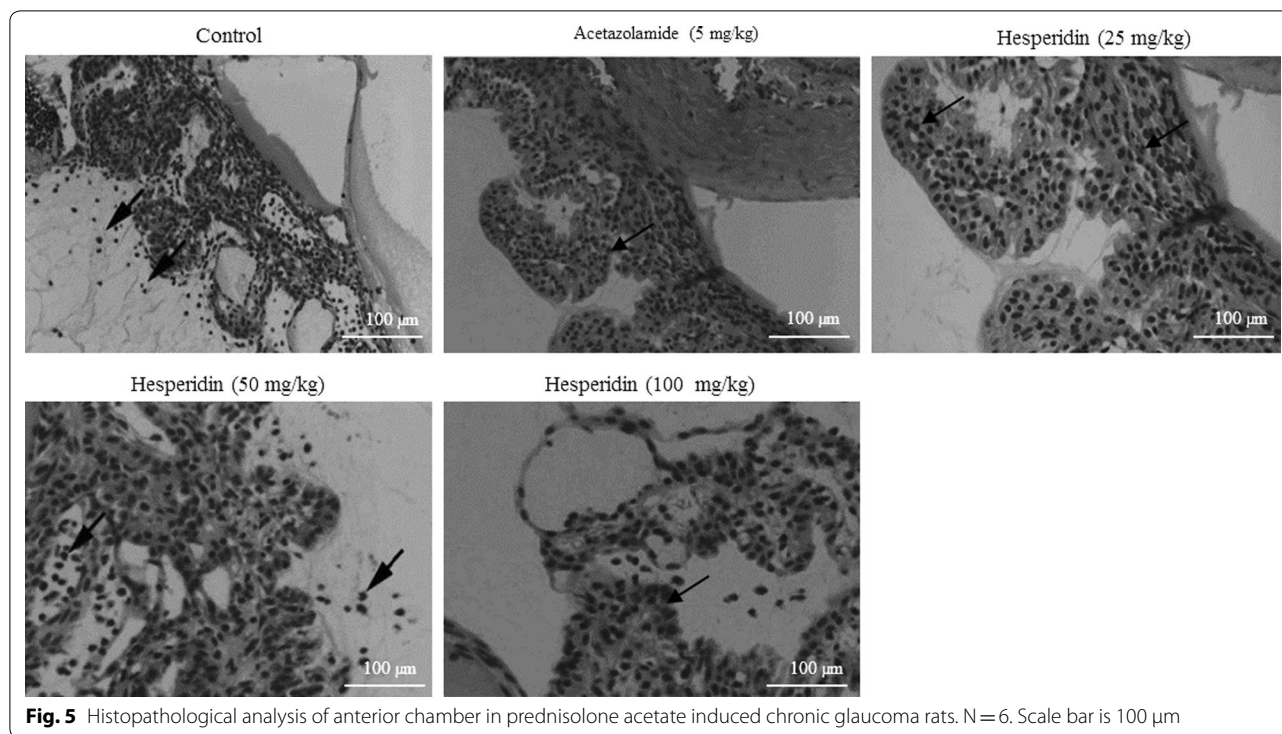 Control
Acetazolamide (5 mg/kg)
Hesperidin (25 mg/kg)
100 µm
100 µm
100 µm
Hesperidin (50 mg/kg)
Hesperidin (100 mg/kg)
100 µm
100 µm
Fig. 5 Histopathological analysis of anterior chamber in prednisolone acetate induced chronic glaucoma rats. N = 6. Scale bar is 100 µm